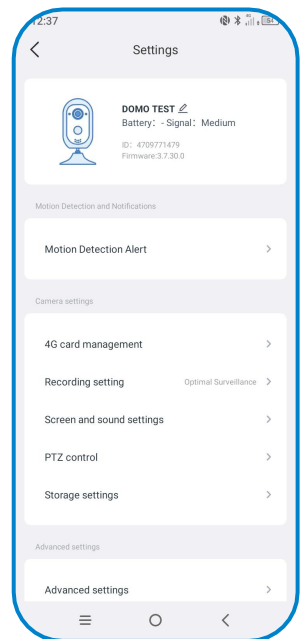 12:37
4G
54
Settings
DOMO TEST
Battery： - Signal： Medium
ID： 4709771479
Firmware:3.7.30.0
Motion Detection and Notifications
Motion Detection Alert
Camera settings
4G card management
Recording setting Optimal Surveillance
Screen and sound settings
PTZ control
Storage settings
Advanced settings
Advanced settings